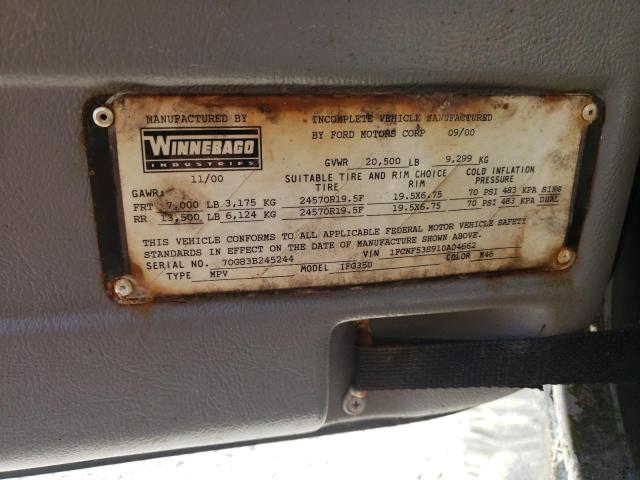 MANUFACTURED BY
INCOMPLETE VEHICLE MANUFACTURED
BY FORD MOTORS CORP 09/00
WINNEBAGO
INDUSTRIES
11/00
GVWR 20,500 LB 9,299 KG
SUITABLE TIRE AND RIM CHOICE COLD INFLATION
GAWR: TIRE RIM PRESSURE
FRT 7,000 LB 3,175 KG 24570R19.5F 19.5X6.75 70 PSI 483 KPA SING
RR 13,500 LB 6,124 KG 24570R19.5F 19.5X6.75 70 PSI 483 KPA DUAL
THIS VEHICLE CONFORMS TO ALL APPLICABLE FEDERAL MOTOR VEHICLE SAFETY
STANDARDS IN EFFECT ON THE DATE OF MANUFACTURE SHOWN ABOVE.
SERIAL NO. 70G83B245244 VIN 1FCNF53S910A04662
TYPE MPV MODEL IFG35U COLOR M46